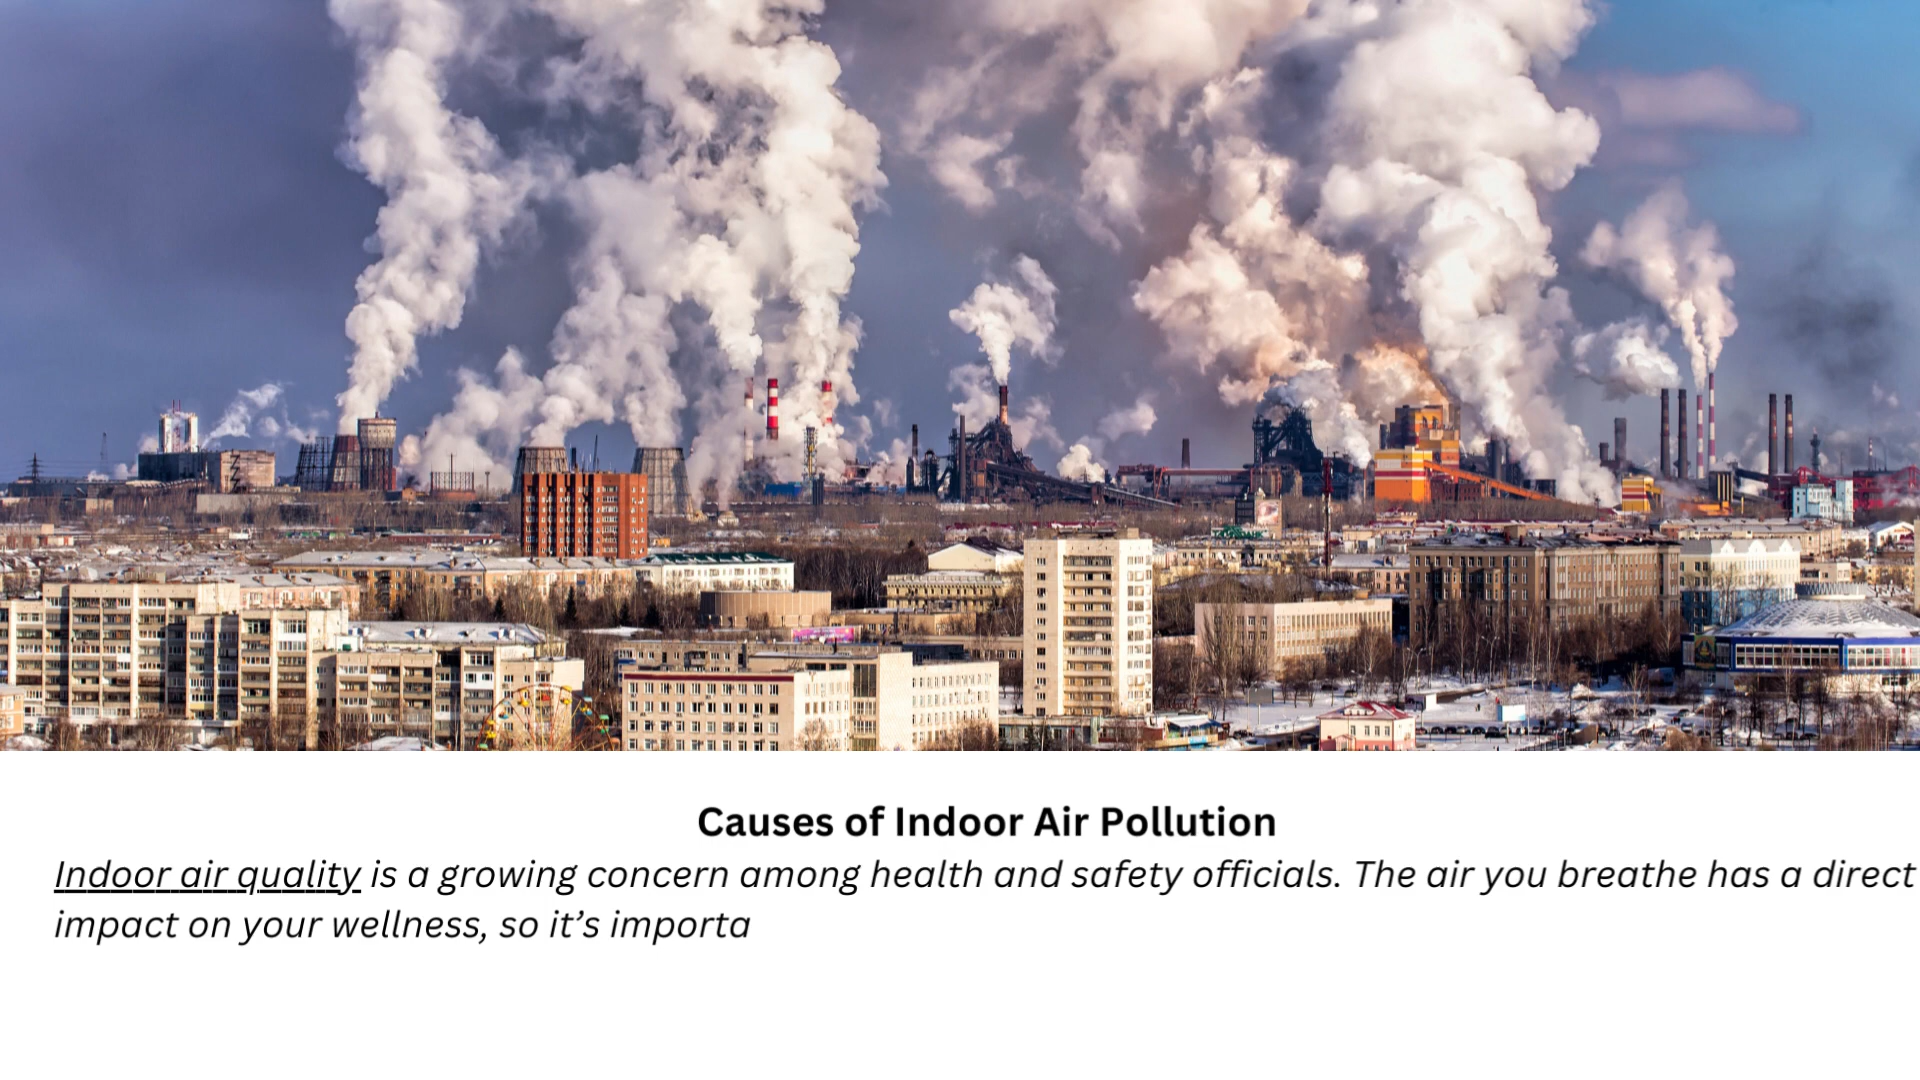 Causes of Indoor Air Pollution
Indoor air quality is a growing concern among health and safety officials. The air you breathe has a direct
impact on your wellness, so it’s importa